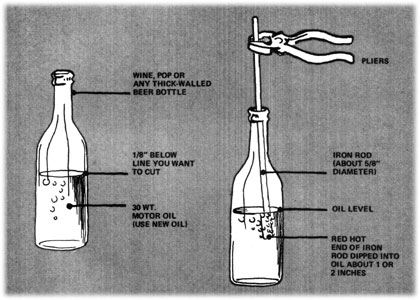 WINE, POP OR
ANY THICK-WALLED
BEER BOTTLE
1/8" BELOW
LINE YOU WANT
TO CUT
30 WT.
MOTOR OIL
(USE NEW OIL)
PLIERS
IRON ROD
(ABOUT 5/8"
DIAMETER)
OIL LEVEL
RED HOT
END OF IRON
ROD DIPPED INTO
OIL ABOUT 1 OR
2 INCHES